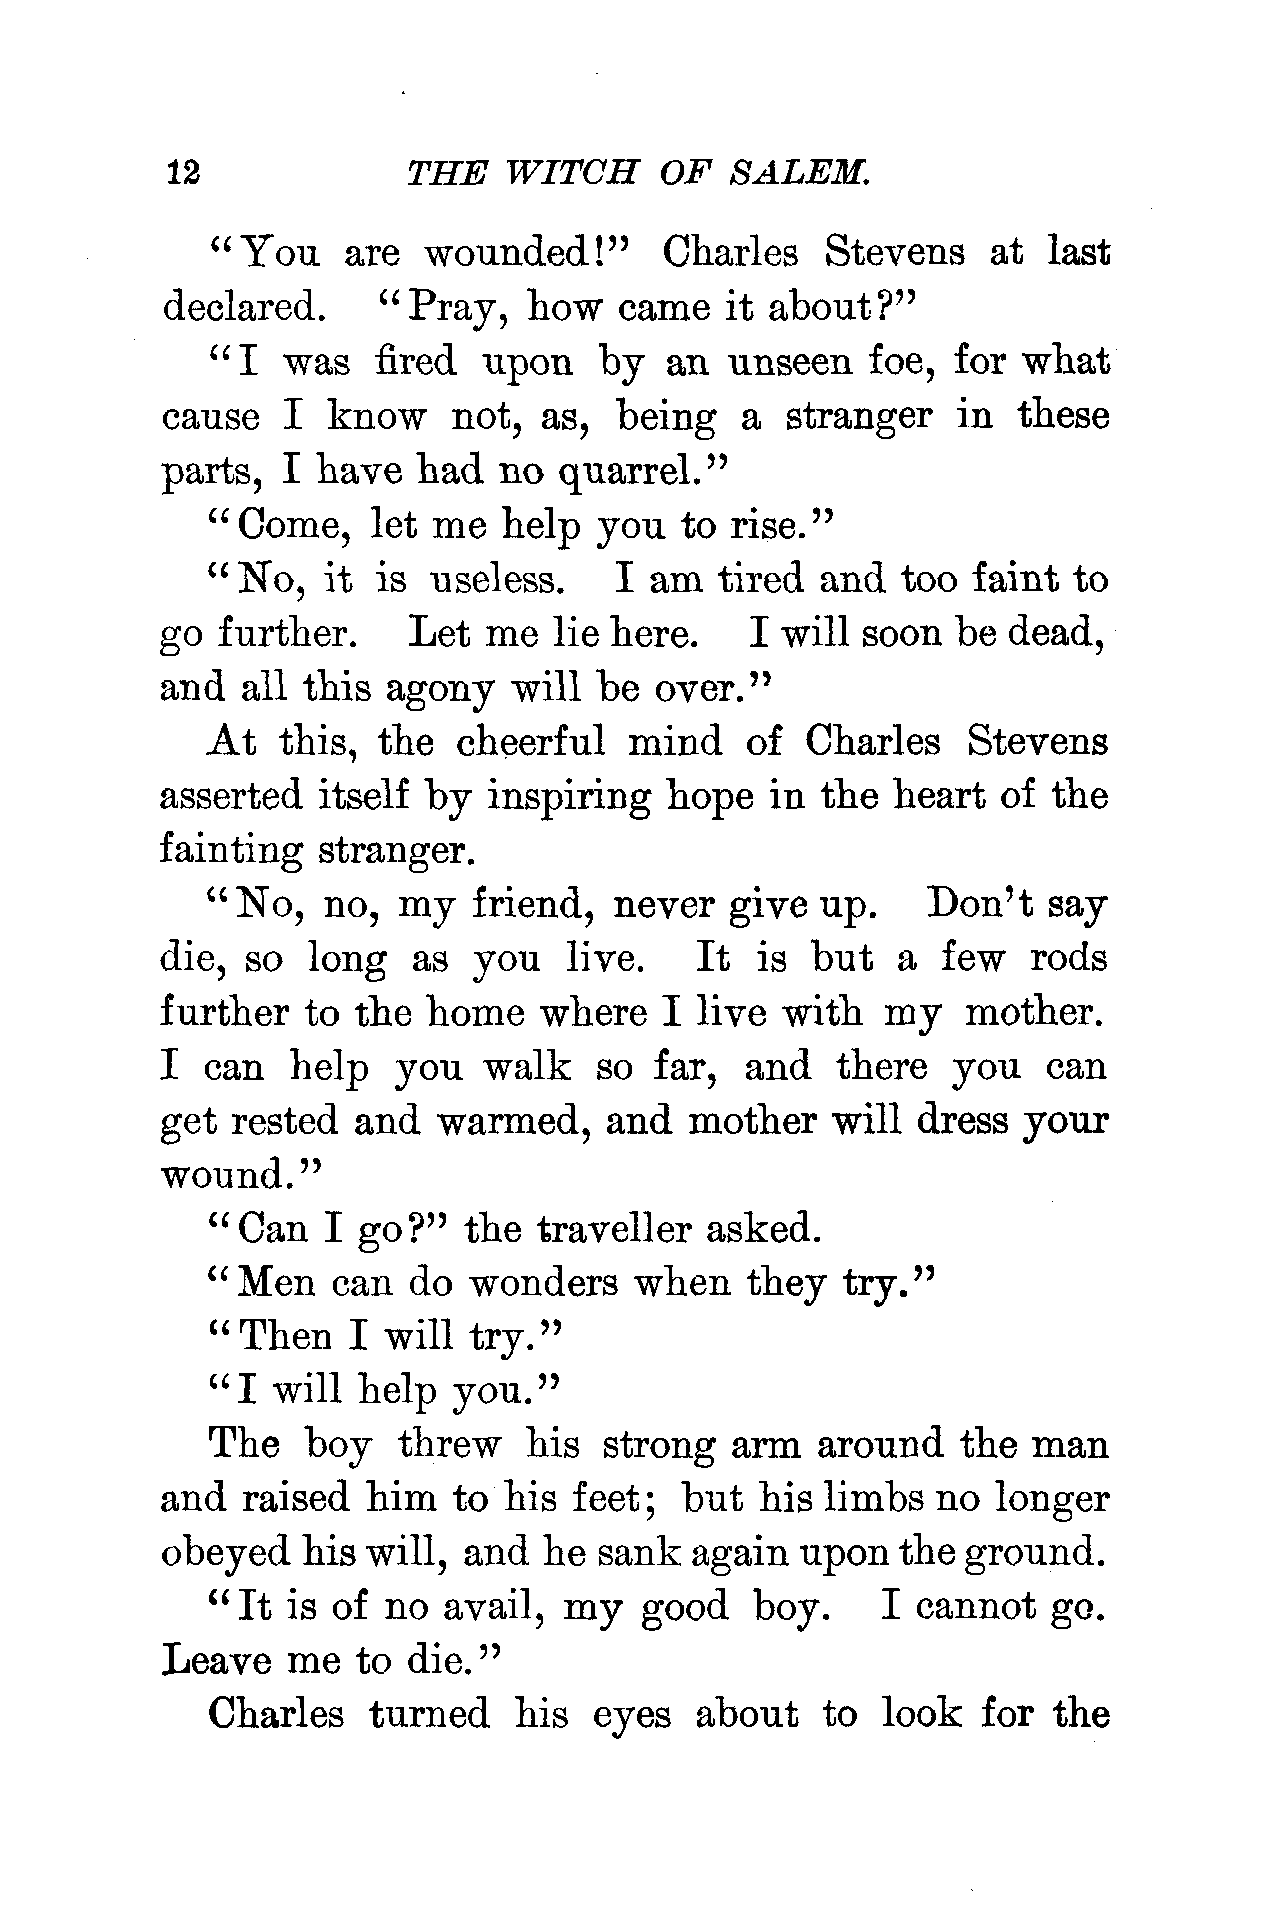 12 THE WITCH OF SALEM.
“You are wounded!” Charles Stevens at last
declared. “Pray, how came it about?”
“I was fired upon by an unseen foe, for what
cause I know not, as, being a stranger in these
parts, I have had no quarrel.”
“Come, let me help you to rise.”
“No, it is useless. I am tired and too faint to
go further. Let me lie here. I will soon be dead,
and all this agony will be over.”
At this, the cheerful mind of Charles Stevens
asserted itself by inspiring hope in the heart of the
fainting stranger.
“No, no, my friend, never give up. Don’t say
die, so long as you live. It is but a few rods
further to the home where I live with my mother.
I can help you walk so far, and there you can
get rested and warmed, and mother will dress your
wound.”
“Can I go?” the traveller asked.
“Men can do wonders when they try.”
“Then I will try.”
“I will help you.”
The boy threw his strong arm around the man
and raised him to his feet; but his limbs no longer
obeyed his will, and he sank again upon the ground.
“It is of no avail, my good boy. I cannot go.
Leave me to die.”
Charles turned his eyes about to look for the